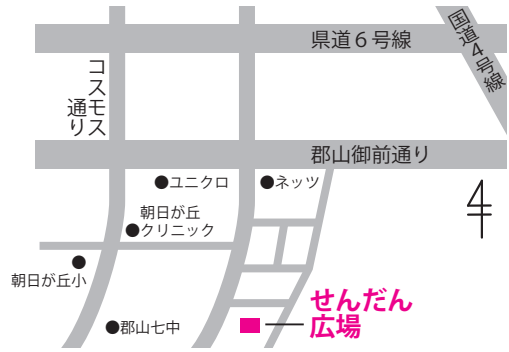 県道６号線
国道４号線
コスモス
通り
郡山御前通り
●ユニクロ
●ネッツ
朝日が丘
●クリニック
朝日が丘小
●郡山七中
せんだん
広場